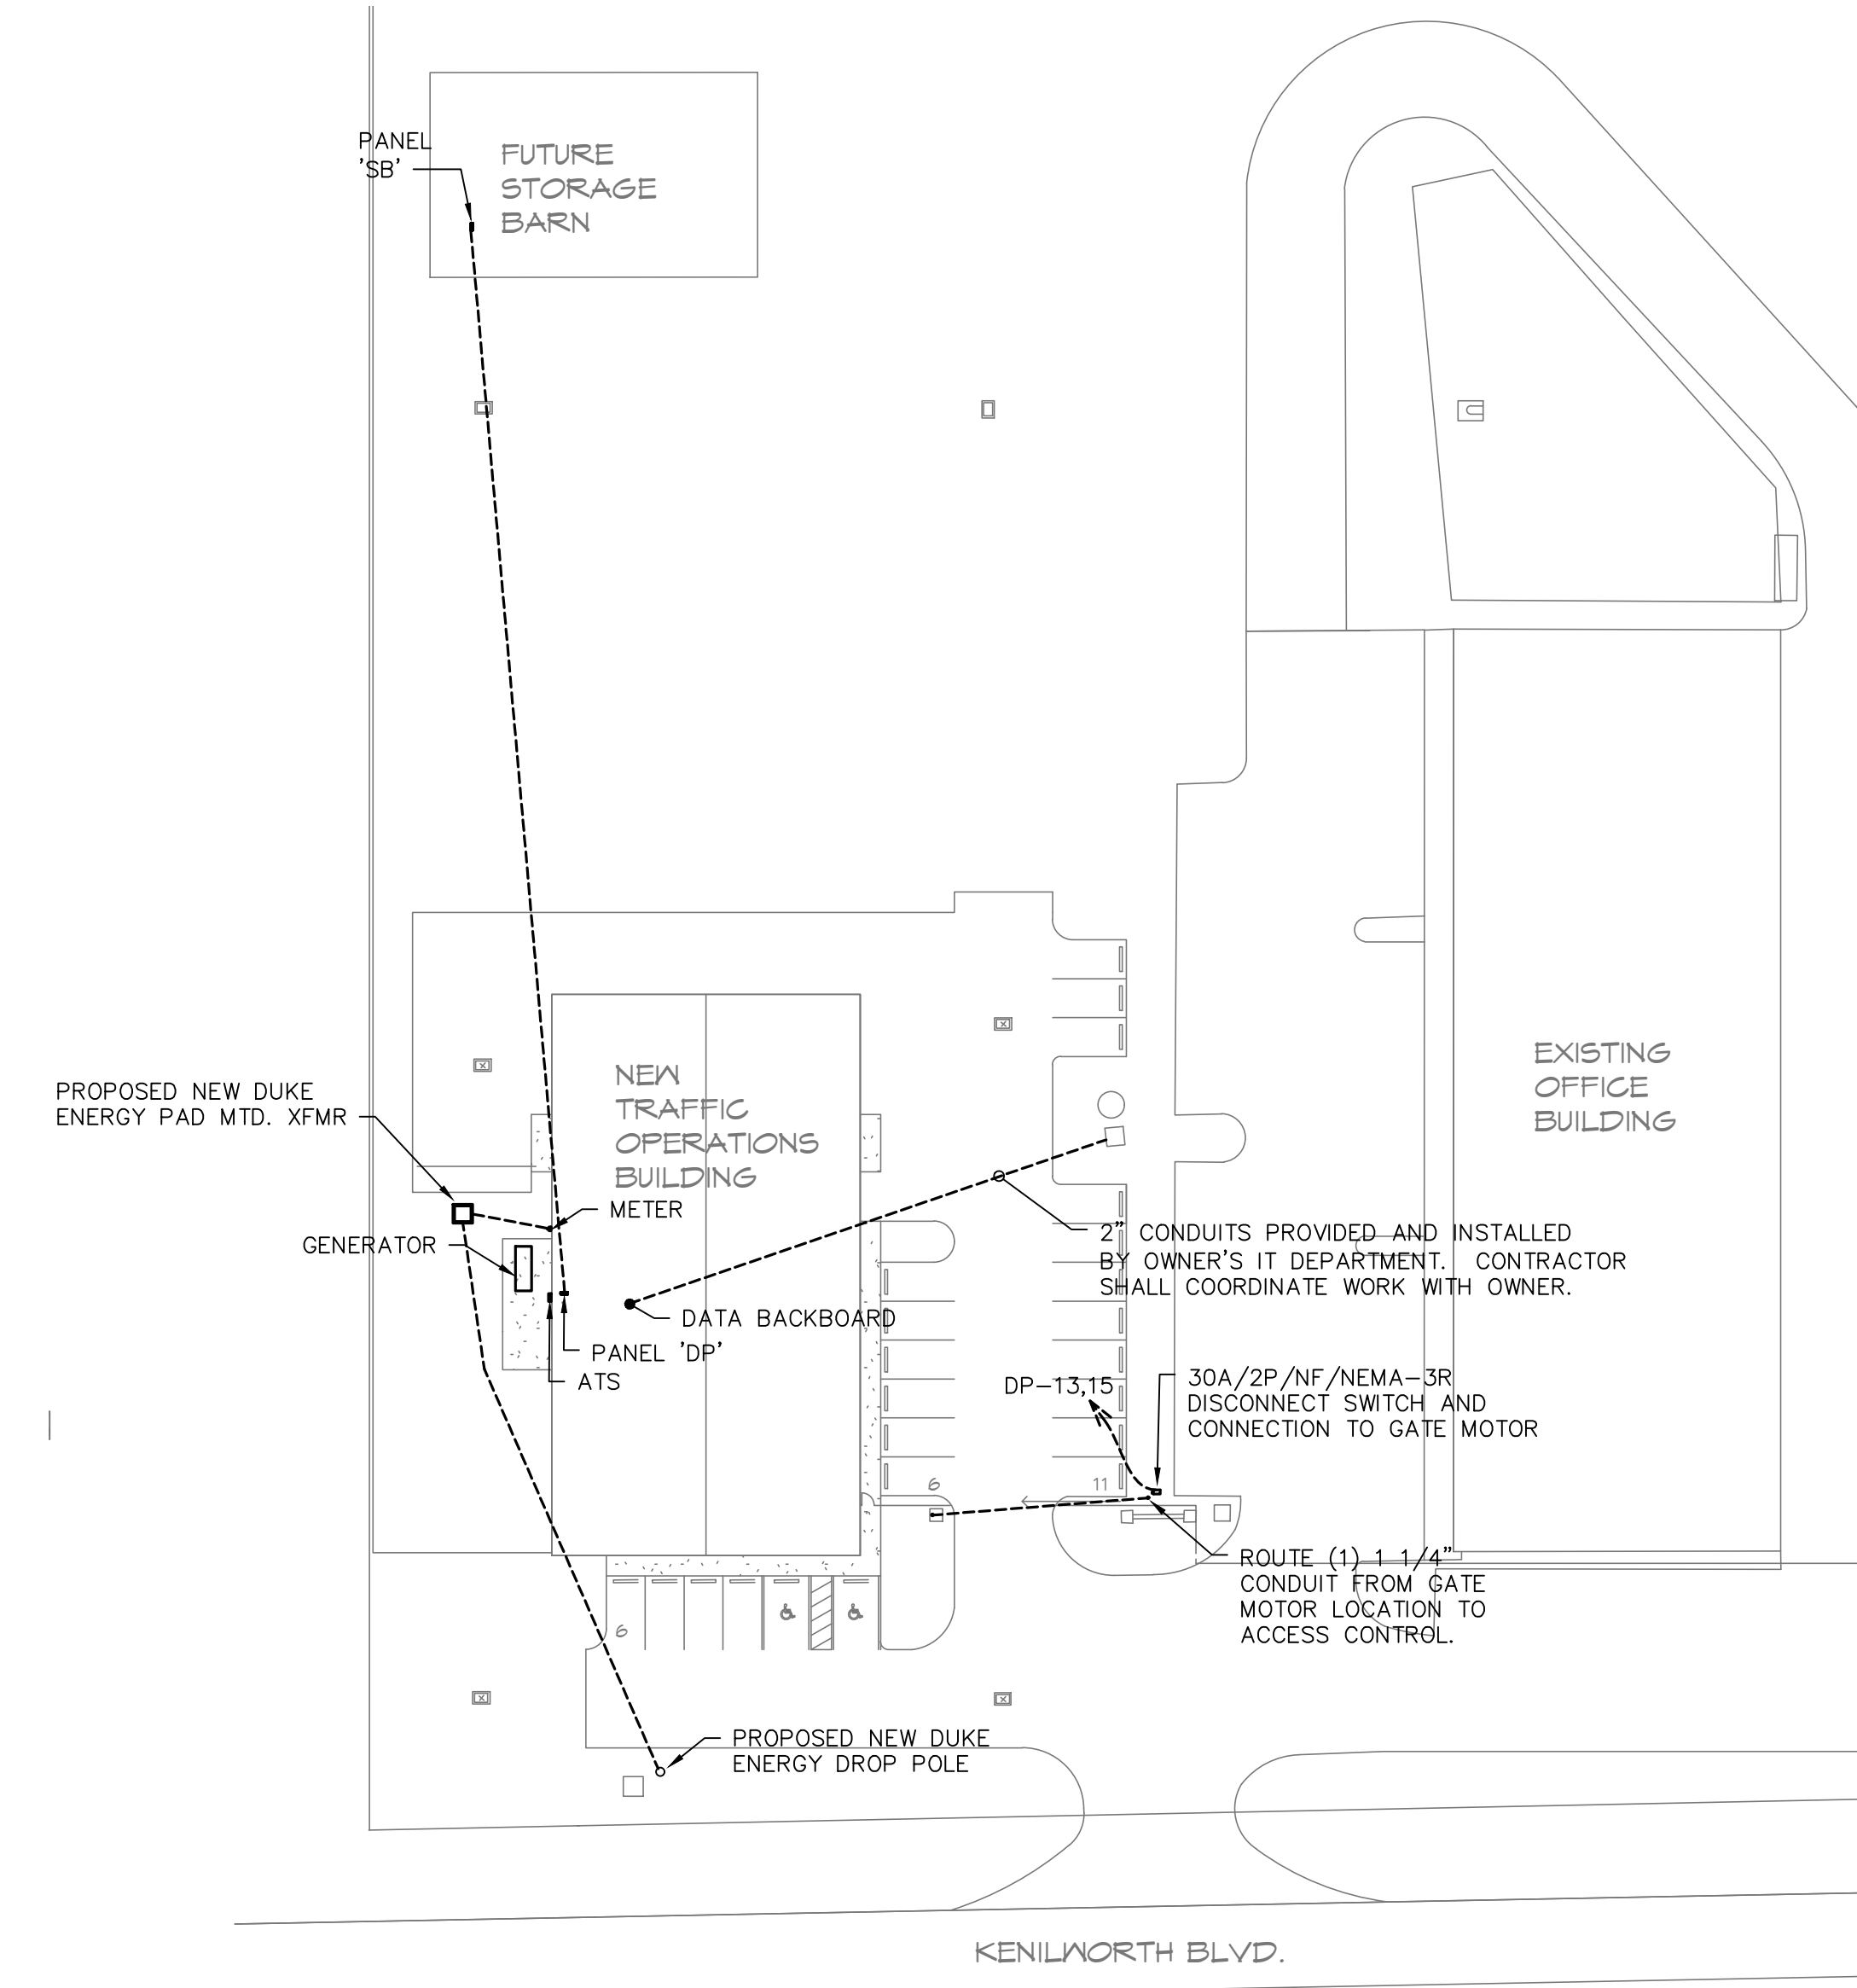 PANEL
'SB'
FUTURE
STORAGE
BARN
NEW
TRAFFIC
OPERATIONS
BUILDING
EXISTING
OFFICE
BUILDING
PROPOSED NEW DUKE
ENERGY PAD MTD. XFMR
METER
GENERATOR
2" CONDUITS PROVIDED AND INSTALLED
BY OWNER'S IT DEPARTMENT. CONTRACTOR
SHALL COORDINATE WORK WITH OWNER.
DATA BACKBOARD
PANEL 'DP'
ATS
DP-13,15
30A/2P/NF/NEMA-3R
DISCONNECT SWITCH AND
CONNECTION TO GATE MOTOR
6
11
ROUTE (1) 1 1/4"
CONDUIT FROM GATE
MOTOR LOCATION TO
ACCESS CONTROL.
6
PROPOSED NEW DUKE
ENERGY DROP POLE
KENILWORTH BLVD.